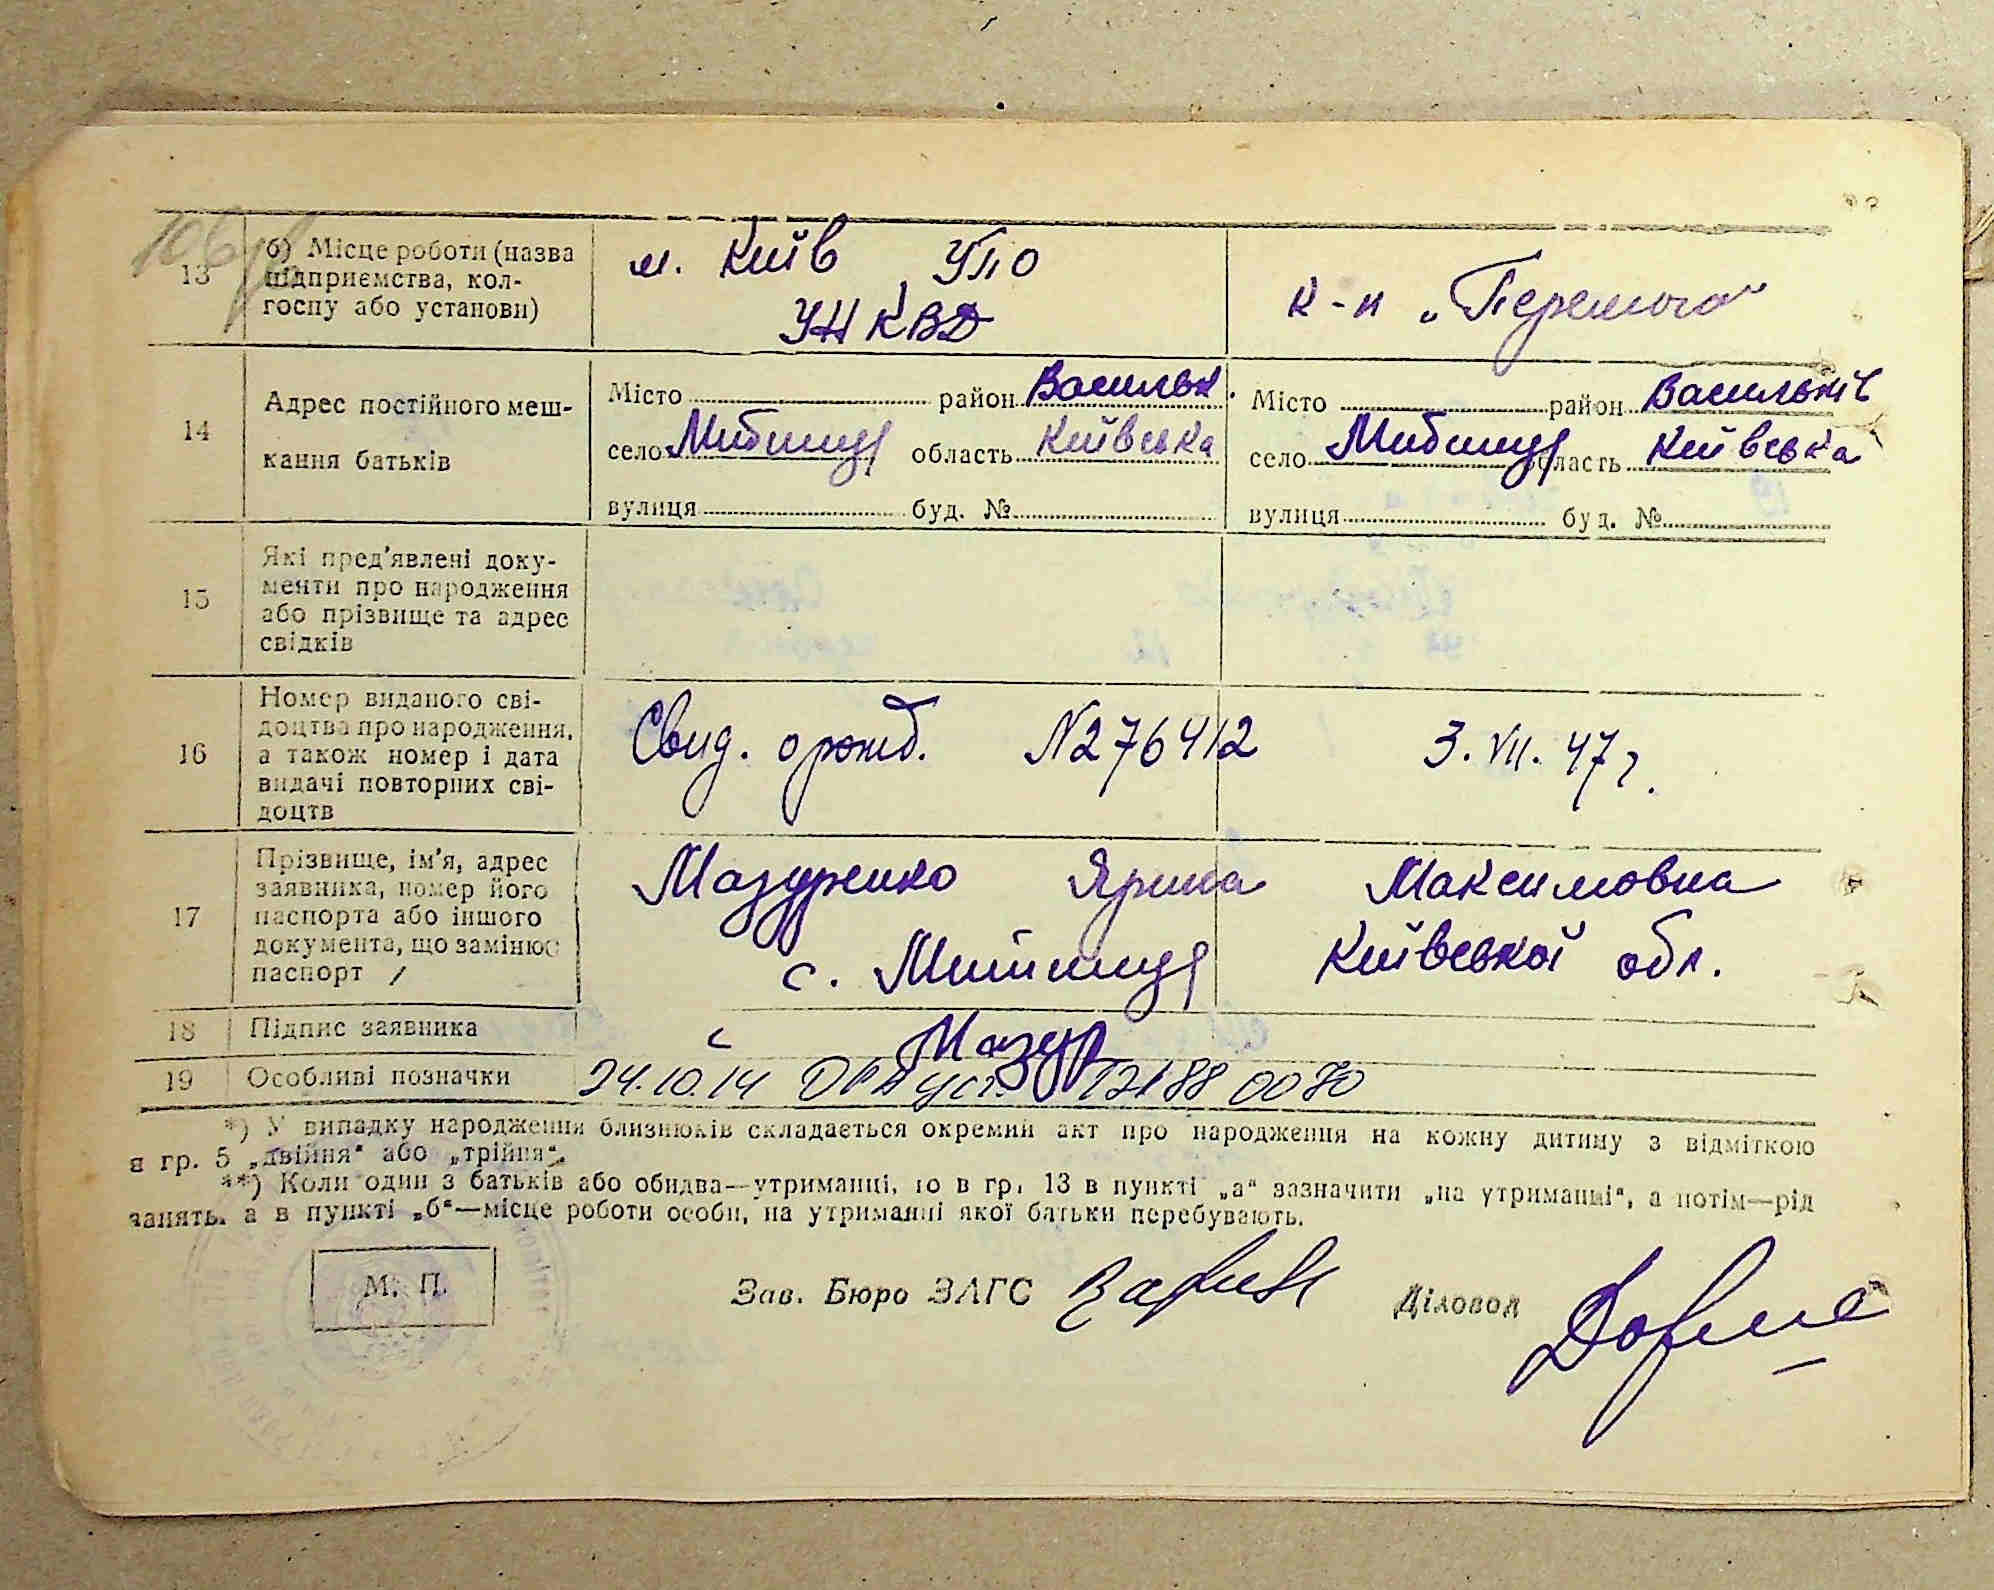 106
13
б) Місце роботи (назва
підприємства, кол-
госпу або установи)
м. Київ УПО
УНКВД
к-п „Перемога“
14
Адрес постійного меш-
кання батьків
Місто район Васильк.
село область Київська
вулиця буд. №
Місто район Васильків
село область Київська
вулиця буд. №
15
Які пред'явлені доку-
менти про народження
або прізвище та адрес
свідків
16
Номер виданого сві-
доцтва про народження,
а також номер і дата
видачі повторних сві-
доцтв
Свид. о рожд. N276412 3. VII. 47 г.
17
Прізвище, ім'я, адрес
заявника, номер його
паспорта або іншого
документа, що замінює
паспорт
Мазуренко Ярина Максимовна
с. Київської обл.
18 Підпис заявника
Мазур
19 Особливі позначки
24.10.14 0070
*) У випадку народження близнюків складається окремий акт про народження на кожну дитину з відміткою
в гр. 5 „двійня“ або „трійня“.
**) Коли один з батьків або обидва—утриманці, то в гр. 13 в пункті „а“ зазначити „на утриманні“, а потім—рід
занять, а в пункті „б“—місце роботи особи, на утриманні якої батьки перебувають.
М. П.
Зав. Бюро ЗАГС
Діловод